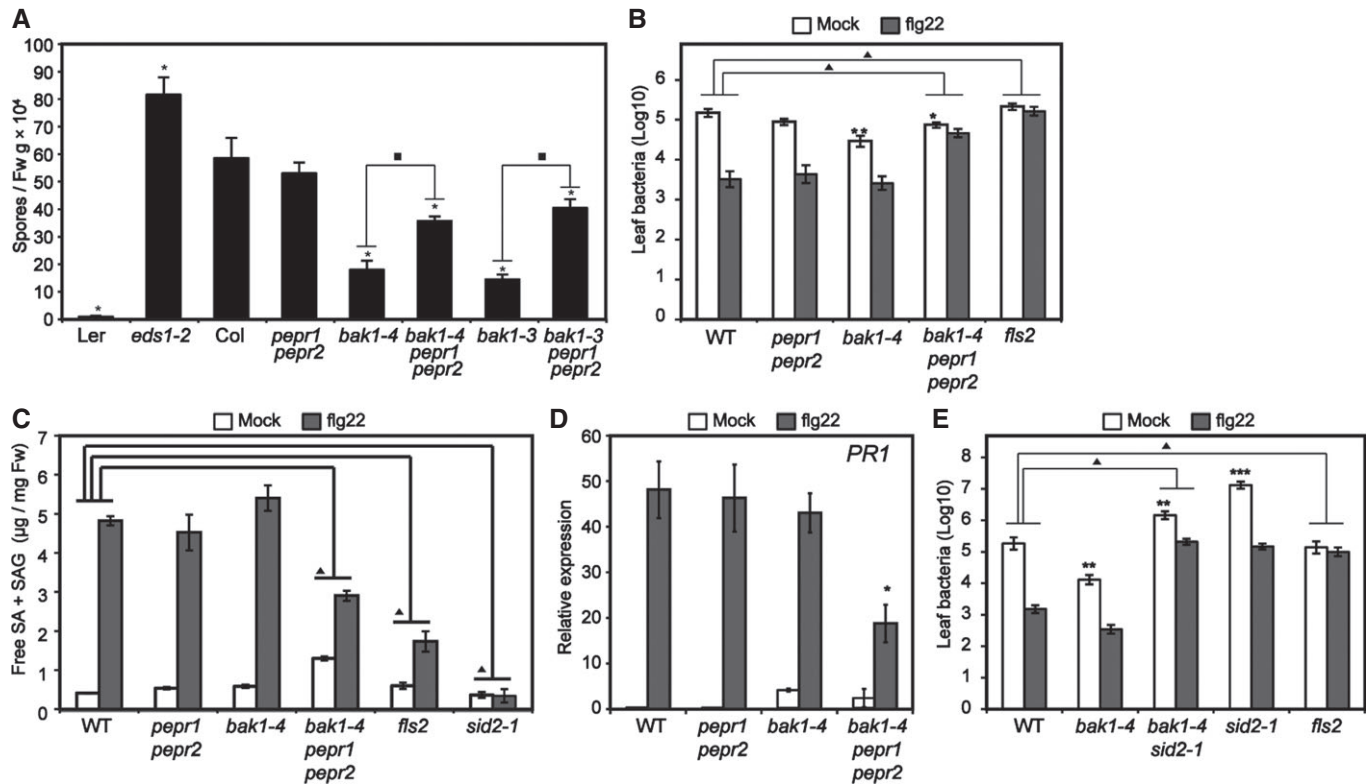 A
Spores / Fw g × 10⁴
100
90
80
70
60
50
40
30
20
10
0
*
*
*
*
*
*
■
■
Ler
eds1-2
Col
pepr1
pepr2
bak1-4
bak1-4
pepr1
pepr2
bak1-3
bak1-3
pepr1
pepr2
B
Mock
flg22
Leaf bacteria (Log10)
6
5
4
3
2
1
0
▲
▲
**
*
WT
pepr1
pepr2
bak1-4
bak1-4
pepr1
pepr2
fls2
C
Mock
flg22
Free SA + SAG (µg / mg Fw)
7
6
5
4
3
2
1
0
▲
▲
▲
WT
pepr1
pepr2
bak1-4
bak1-4
pepr1
pepr2
fls2
sid2-1
D
Mock
flg22
PR1
Relative expression
60
50
40
30
20
10
0
*
WT
pepr1
pepr2
bak1-4
bak1-4
pepr1
pepr2
E
Mock
flg22
Leaf bacteria (Log10)
8
7
6
5
4
3
2
1
0
▲
▲
**
**
***
WT
bak1-4
bak1-4
sid2-1
sid2-1
fls2